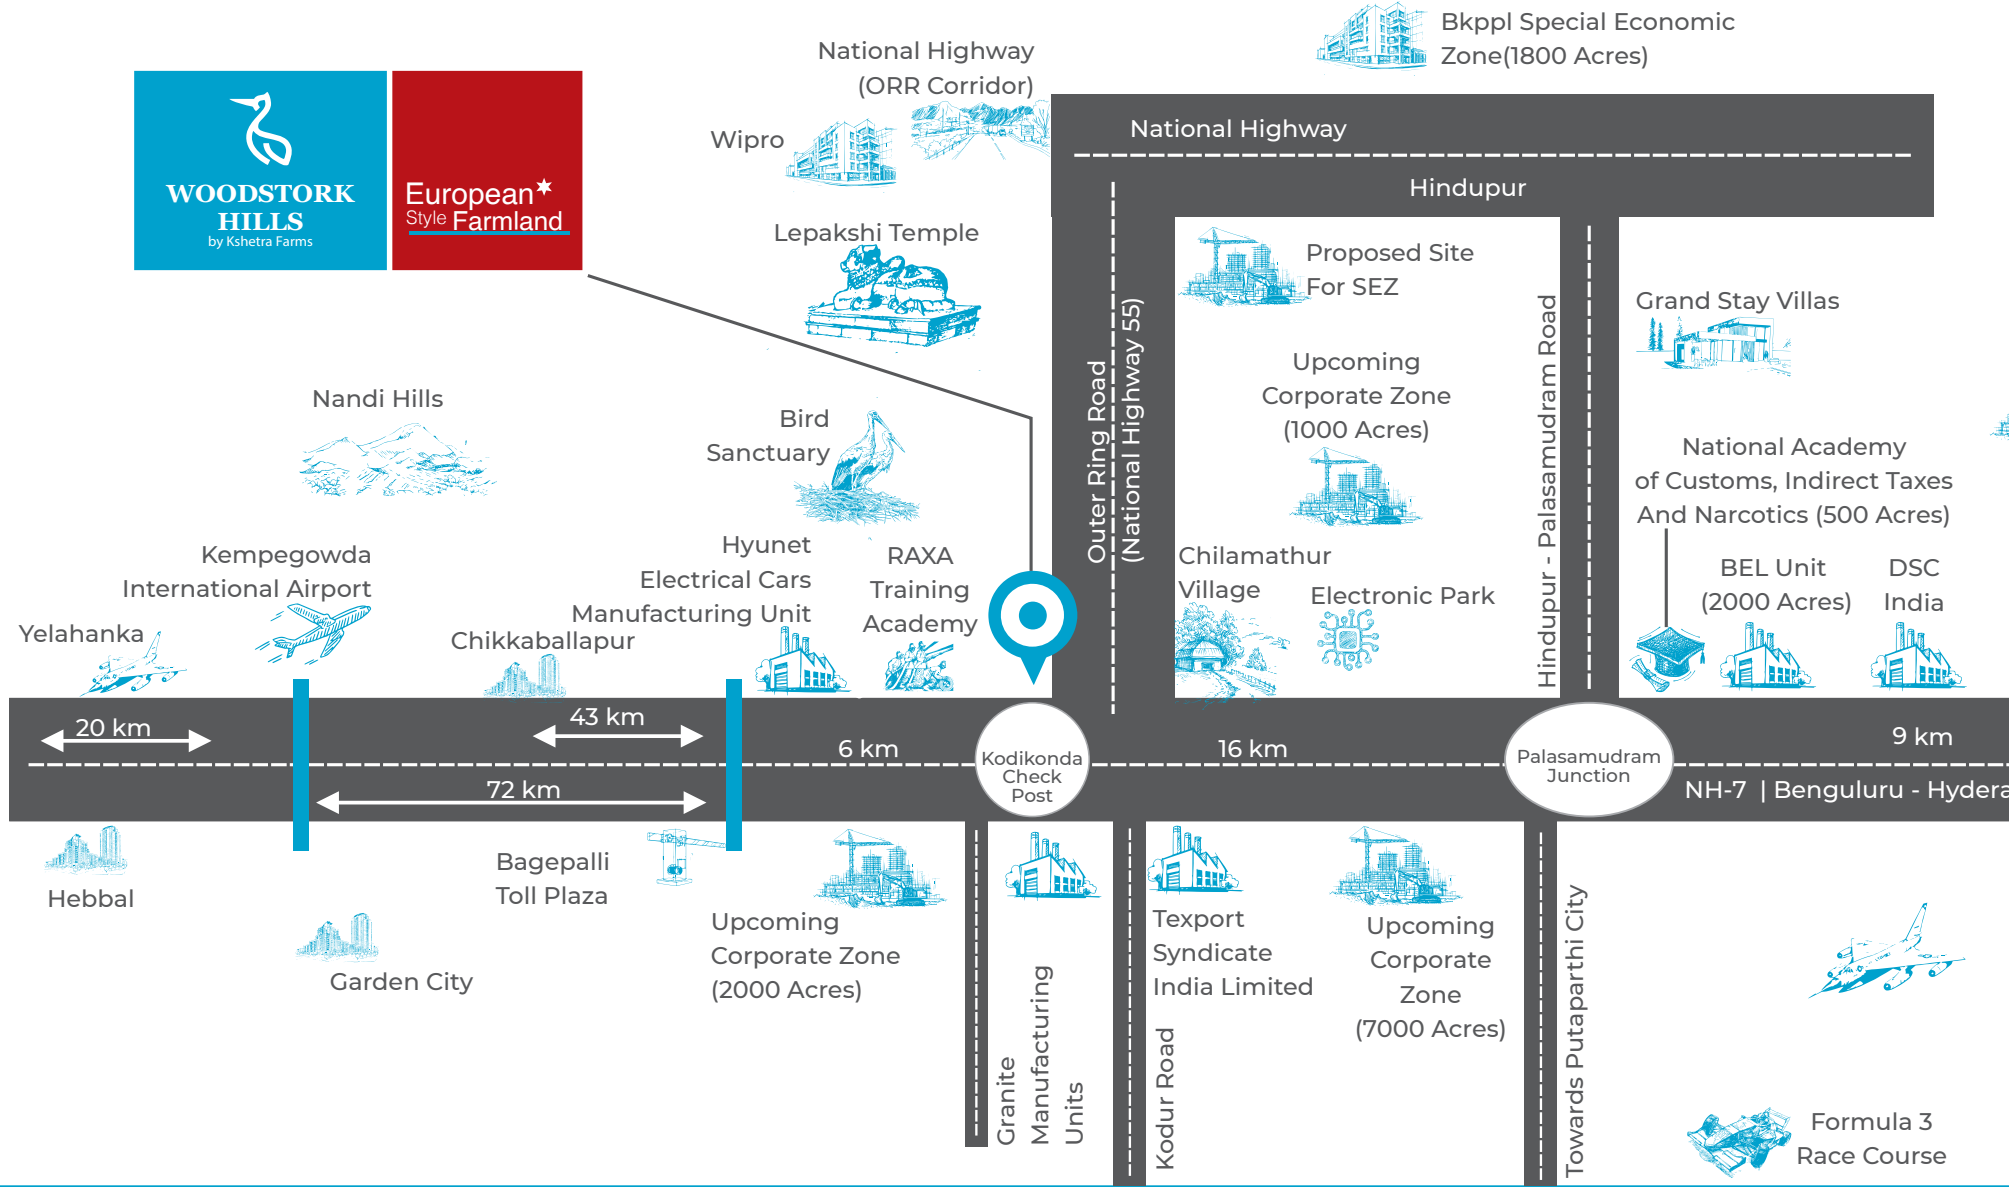 Bkppl Special Economic
Zone(1800 Acres)
National Highway
(ORR Corridor)
Wipro
National Highway
Hindupur
WOODSTORK
HILLS
by Kshetra Farms
European*
Style Farmland
Lepakshi Temple
Proposed Site
For SEZ
Grand Stay Villas
Outer Ring Road
(National Highway 55)
Hindupur - Palasamudram Road
Upcoming
Corporate Zone
(1000 Acres)
Nandi Hills
Bird
Sanctuary
National Academy
of Customs, Indirect Taxes
And Narcotics (500 Acres)
Kempegowda
International Airport
Hyunet
Electrical Cars
Manufacturing Unit
RAXA
Training
Academy
Chilamathur
Village
Electronic Park
BEL Unit
(2000 Acres)
DSC
India
Yelahanka
Chikkaballapur
20 km
43 km
72 km
6 km
Kodikonda
Check
Post
16 km
Palasamudram
Junction
9 km
NH-7 | Benguluru - Hydera
Hebbal
Garden City
Bagepalli
Toll Plaza
Upcoming
Corporate Zone
(2000 Acres)
Granite
Manufacturing
Units
Kodur Road
Texport
Syndicate
India Limited
Upcoming
Corporate
Zone
(7000 Acres)
Towards Putaparthi City
Formula 3
Race Course